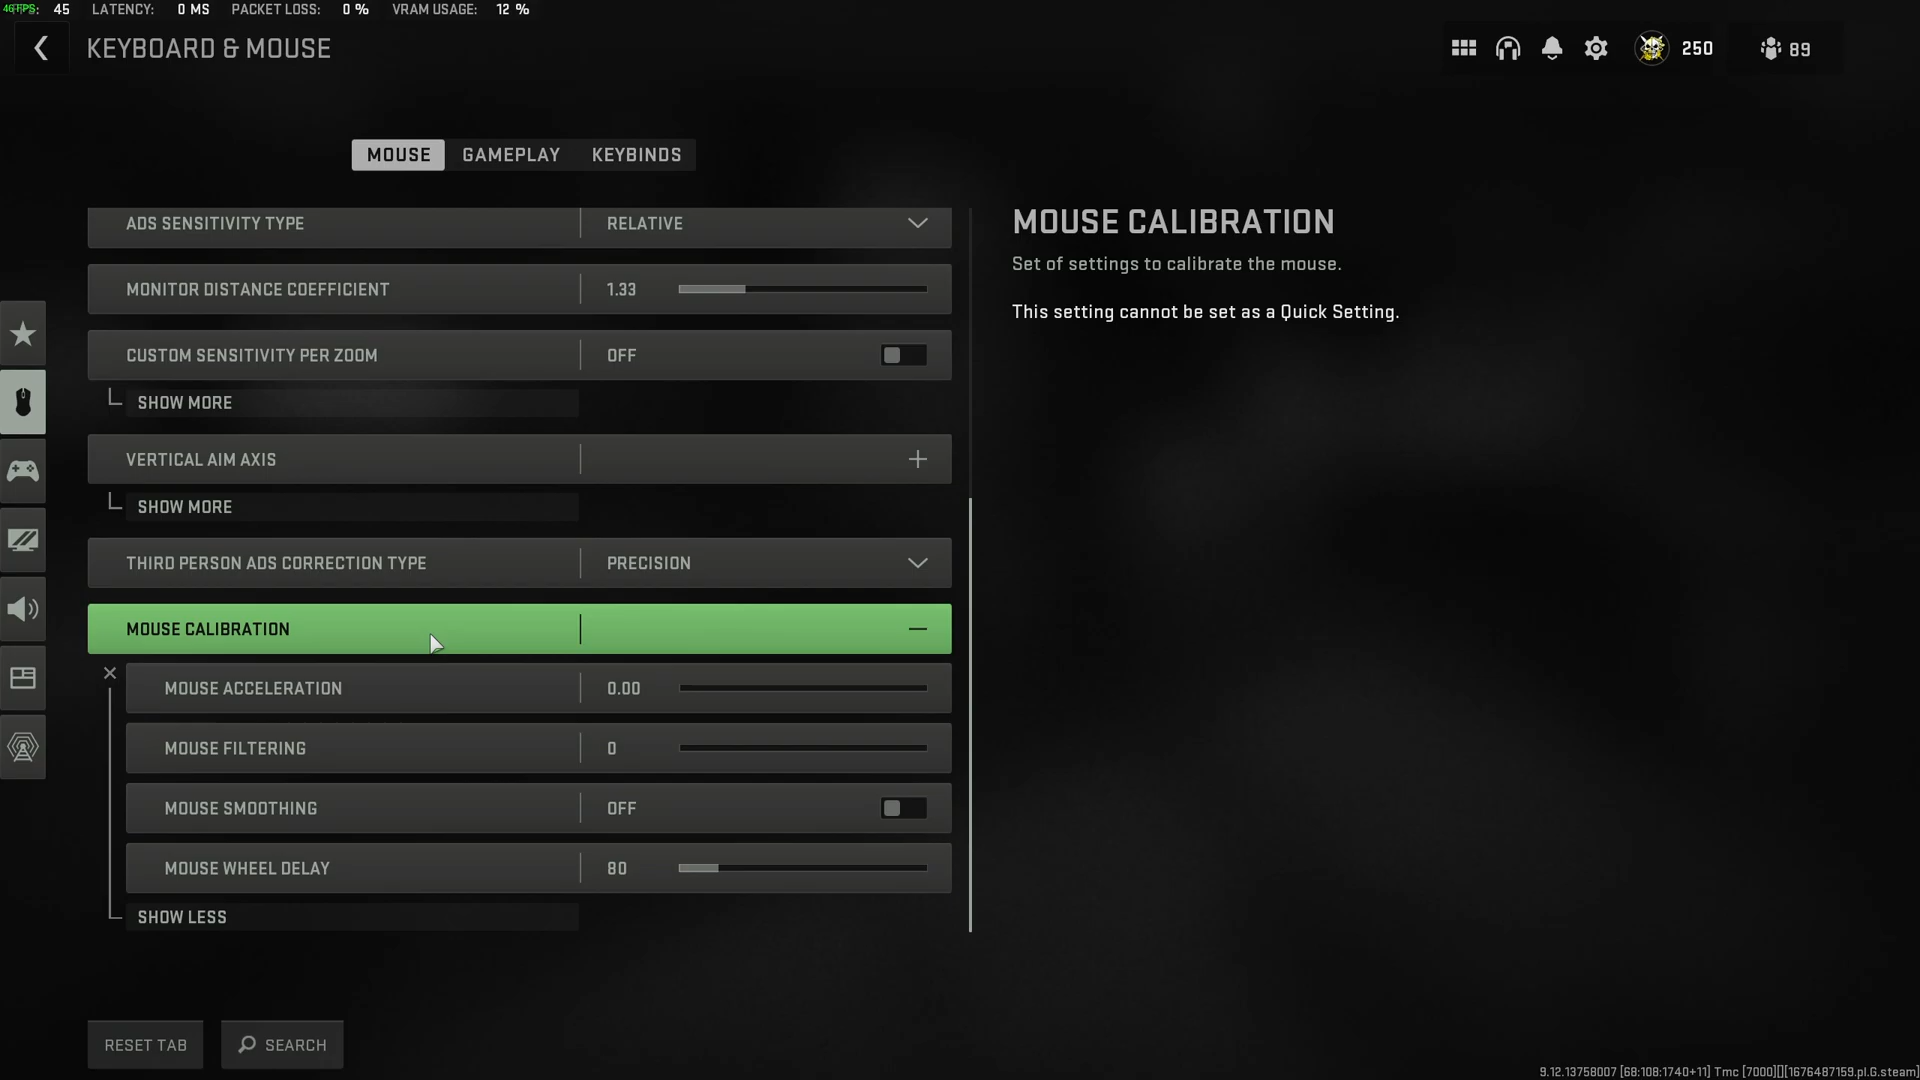 45 LATENCY: 0 MS PACKET LOSS: 0 % VRAM USAGE: 12 %
KEYBOARD & MOUSE
250
89
MOUSE GAMEPLAY KEYBINDS
ADS SENSITIVITY TYPE RELATIVE
MONITOR DISTANCE COEFFICIENT 1.33
CUSTOM SENSITIVITY PER ZOOM OFF
SHOW MORE
VERTICAL AIM AXIS
SHOW MORE
THIRD PERSON ADS CORRECTION TYPE PRECISION
MOUSE CALIBRATION
MOUSE ACCELERATION 0.00
MOUSE FILTERING 0
MOUSE SMOOTHING OFF
MOUSE WHEEL DELAY 80
SHOW LESS
MOUSE CALIBRATION
Set of settings to calibrate the mouse.
This setting cannot be set as a Quick Setting.
RESET TAB SEARCH
9.12.13758007 [68:108:1740+11] Tmc [7000][][1676487159.pl.G.steam]